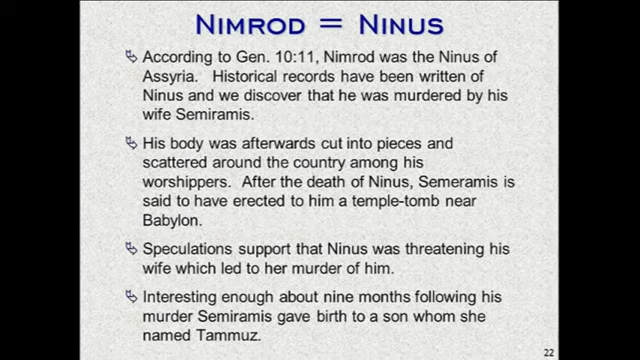 Nimrod = Ninus
According to Gen. 10:11, Nimrod was the Ninus of
Assyria. Historical records have been written of
Ninus and we discover that he was murdered by his
wife Semiramis.
His body was afterwards cut into pieces and
scattered around the country among his
worshippers. After the death of Ninus, Semeramis is
said to have erected to him a temple-tomb near
Babylon.
Speculations support that Ninus was threatening his
wife which led to her murder of him.
Interesting enough about nine months following his
murder Semiramis gave birth to a son whom she
named Tammuz.
22